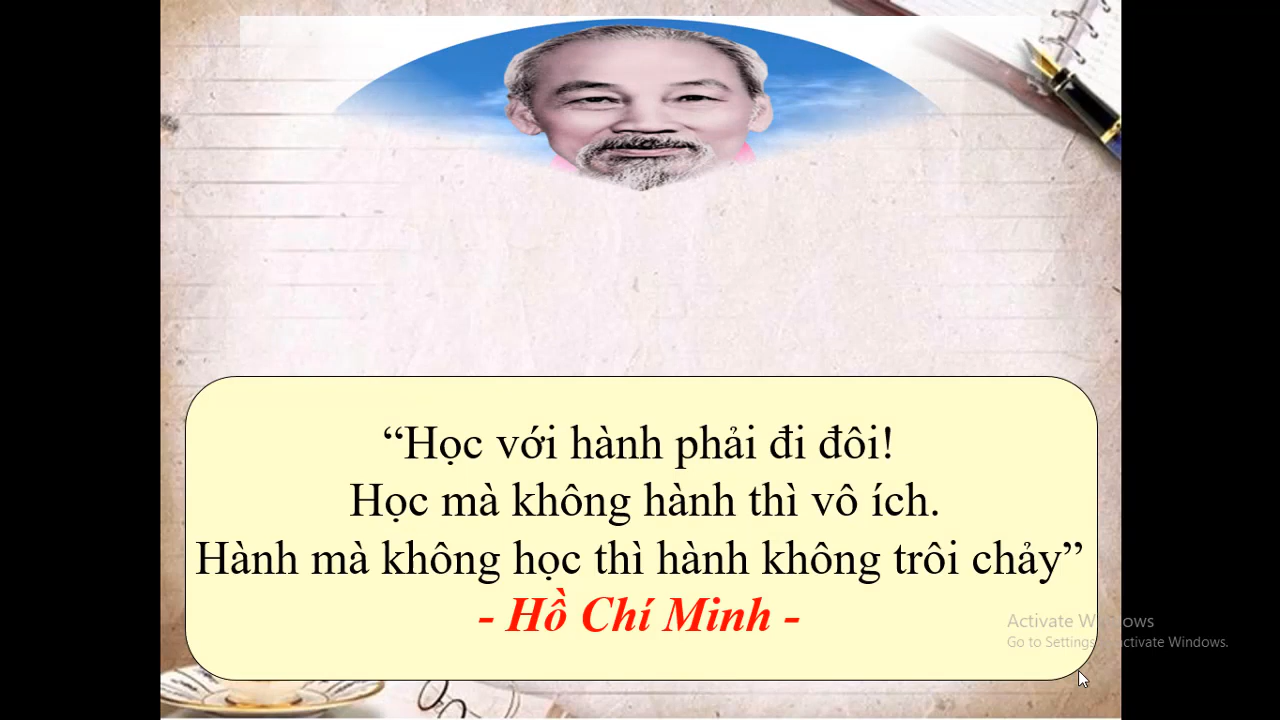 “Học với hành phải đi đôi!
Học mà không hành thì vô ích.
Hành mà không học thì hành không trôi chảy”
- Hồ Chí Minh -
Activate Windows
Go to Settings activate Windows.